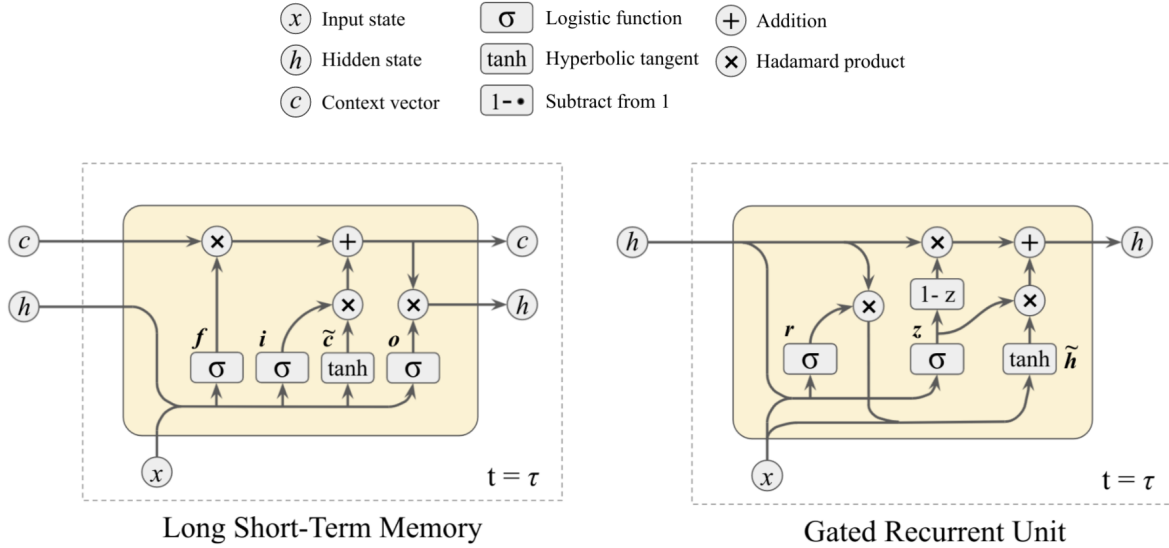 x Input state
σ Logistic function
+ Addition
h Hidden state
tanh Hyperbolic tangent
× Hadamard product
c Context vector
1-• Subtract from 1
c
×
+
c
h
×
×
h
f
i
c̃
o
σ
σ
tanh
σ
x
t = τ
Long Short-Term Memory
h
×
+
h
×
1- z
×
r
z
σ
σ
tanh
h̃
x
t = τ
Gated Recurrent Unit